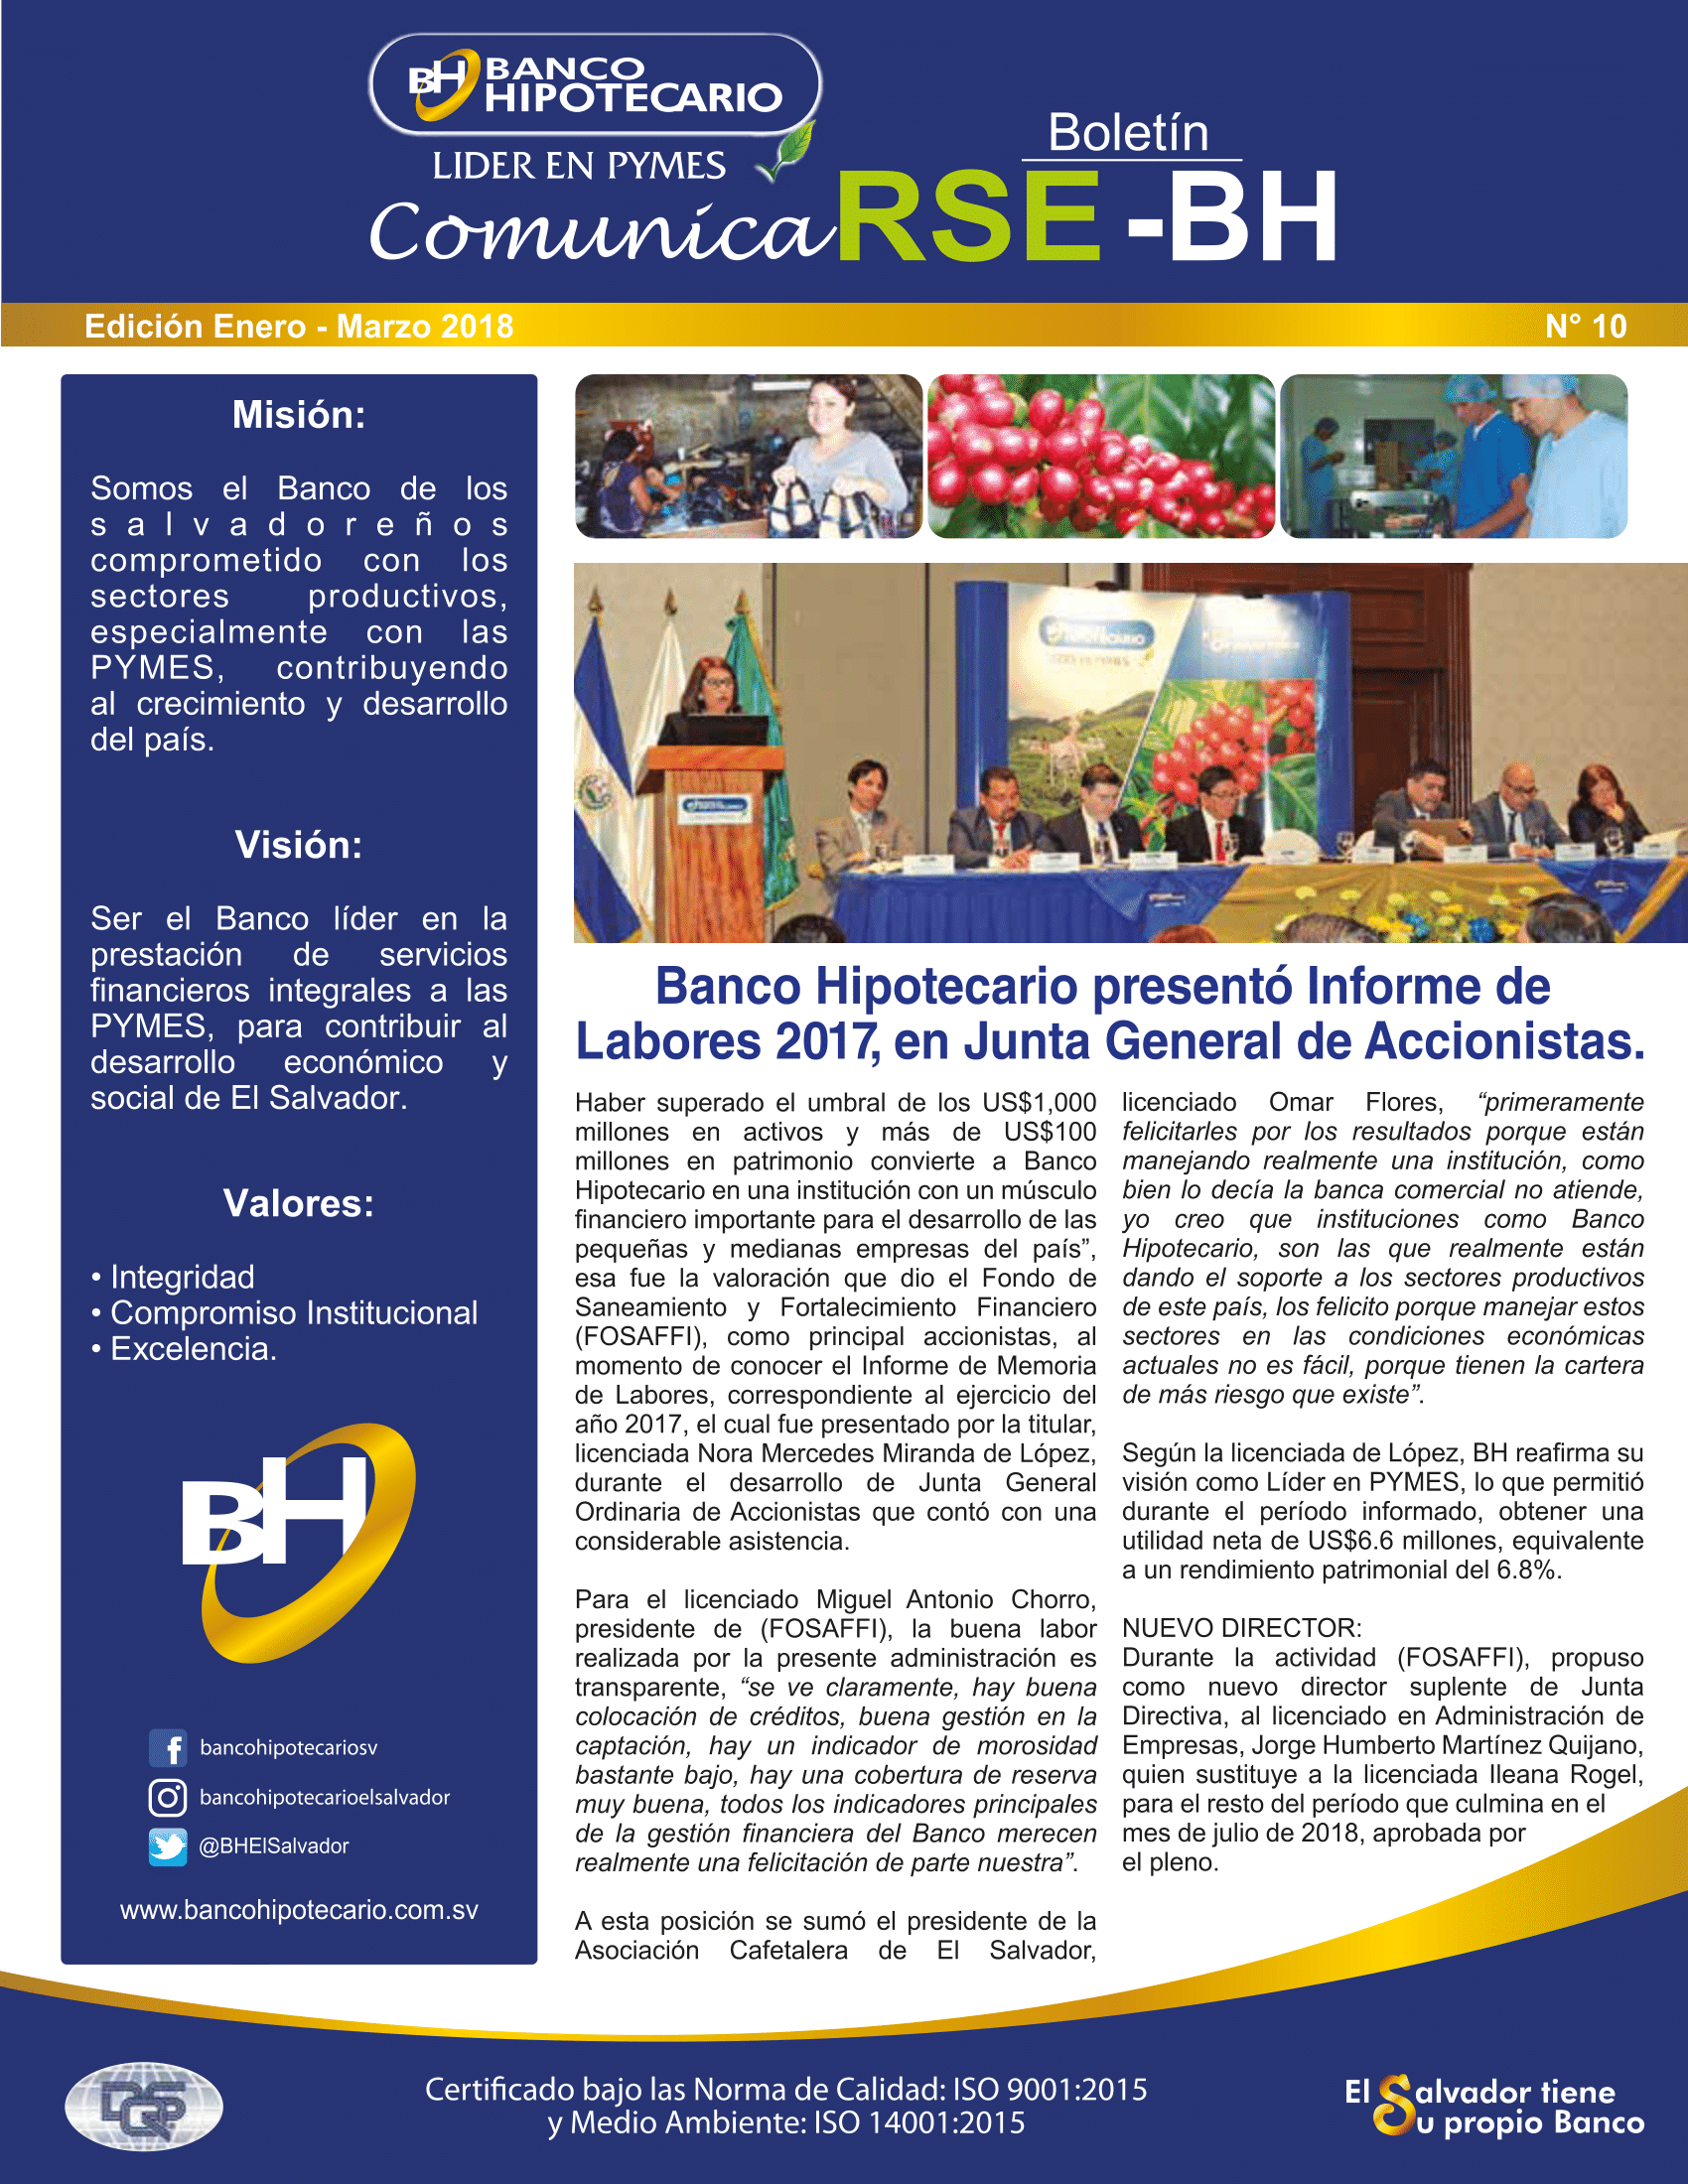 BH BANCO
HIPOTECARIO
LIDER EN PYMES
Boletín
ComunicaRSE-BH
Edición Enero - Marzo 2018
N° 10
Misión:
Somos el Banco de los
salvadoreños
comprometido con los
sectores productivos,
especialmente con las
PYMES, contribuyendo
al crecimiento y desarrollo
del país.
Visión:
Ser el Banco líder en la
prestación de servicios
financieros integrales a las
PYMES, para contribuir al
desarrollo económico y
social de El Salvador.
Valores:
• Integridad
• Compromiso Institucional
• Excelencia.
BH
bancohipotecariosv
bancohipotecarioelsalvador
@BHElSalvador
www.bancohipotecario.com.sv
Banco Hipotecario presentó Informe de
Labores 2017, en Junta General de Accionistas.
Haber superado el umbral de los US$1,000
millones en activos y más de US$100
millones en patrimonio convierte a Banco
Hipotecario en una institución con un músculo
financiero importante para el desarrollo de las
pequeñas y medianas empresas del país”,
esa fue la valoración que dio el Fondo de
Saneamiento y Fortalecimiento Financiero
(FOSAFFI), como principal accionistas, al
momento de conocer el Informe de Memoria
de Labores, correspondiente al ejercicio del
año 2017, el cual fue presentado por la titular,
licenciada Nora Mercedes Miranda de López,
durante el desarrollo de Junta General
Ordinaria de Accionistas que contó con una
considerable asistencia.
Para el licenciado Miguel Antonio Chorro,
presidente de (FOSAFFI), la buena labor
realizada por la presente administración es
transparente, “se ve claramente, hay buena
colocación de créditos, buena gestión en la
captación, hay un indicador de morosidad
bastante bajo, hay una cobertura de reserva
muy buena, todos los indicadores principales
de la gestión financiera del Banco merecen
realmente una felicitación de parte nuestra”.
A esta posición se sumó el presidente de la
Asociación Cafetalera de El Salvador,
licenciado Omar Flores, “primeramente
felicitarles por los resultados porque están
manejando realmente una institución, como
bien lo decía la banca comercial no atiende,
yo creo que instituciones como Banco
Hipotecario, son las que realmente están
dando el soporte a los sectores productivos
de este país, los felicito porque manejar estos
sectores en las condiciones económicas
actuales no es fácil, porque tienen la cartera
de más riesgo que existe”.
Según la licenciada de López, BH reafirma su
visión como Líder en PYMES, lo que permitió
durante el período informado, obtener una
utilidad neta de US$6.6 millones, equivalente
a un rendimiento patrimonial del 6.8%.
NUEVO DIRECTOR:
Durante la actividad (FOSAFFI), propuso
como nuevo director suplente de Junta
Directiva, al licenciado en Administración de
Empresas, Jorge Humberto Martínez Quijano,
quien sustituye a la licenciada Ileana Rogel,
para el resto del período que culmina en el
mes de julio de 2018, aprobada por
el pleno.
Certificado bajo las Norma de Calidad: ISO 9001:2015
y Medio Ambiente: ISO 14001:2015
El Salvador tiene
Su propio Banco